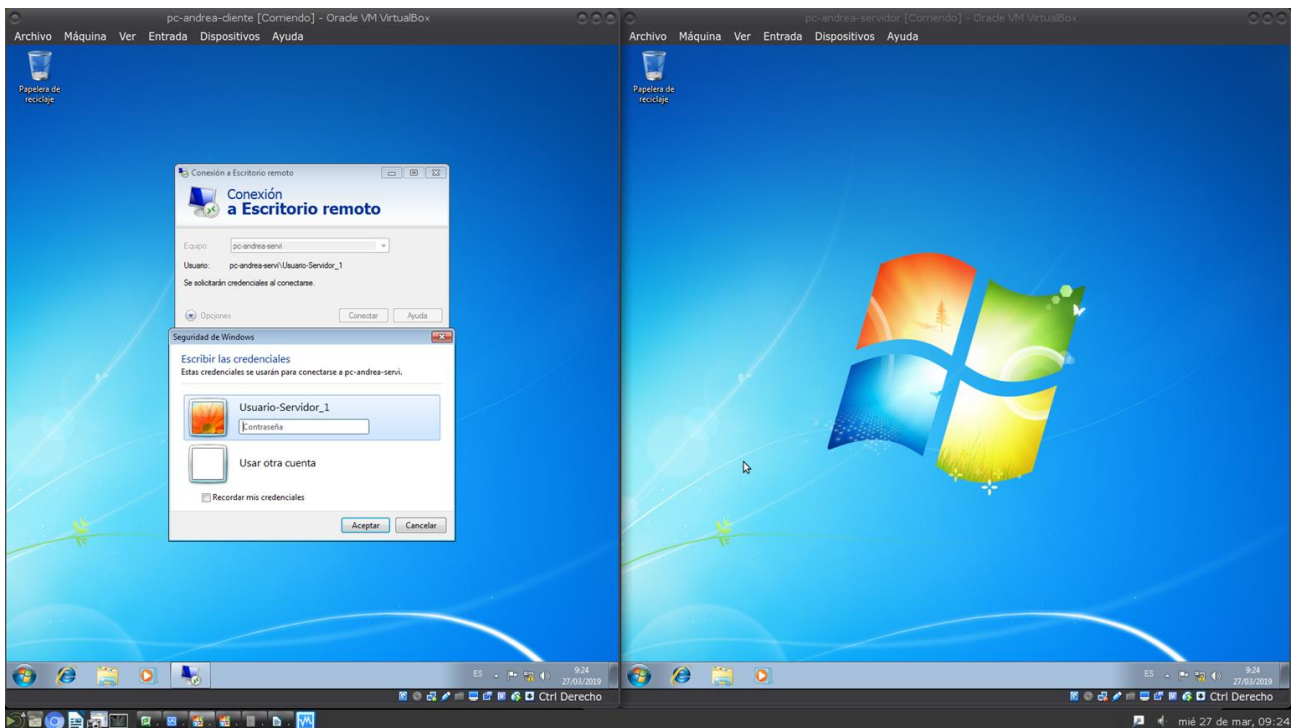 pc-andrea-cliente [Corriendo] - Oracle VM VirtualBox
Archivo Máquina Ver Entrada Dispositivos Ayuda
Papelera de
reciclaje
Conexión a Escritorio remoto
Conexión
a Escritorio remoto
Equipo: pc-andrea-servi
Usuario: pc-andrea-servi\Usuario-Servidor_1
Se solicitarán credenciales al conectarse.
Opciones Conectar Ayuda
Seguridad de Windows
Escribir las credenciales
Estas credenciales se usarán para conectarse a pc-andrea-servi.
Usuario-Servidor_1
Contraseña
Usar otra cuenta
Recordar mis credenciales
Aceptar Cancelar
ES 9:24
27/03/2019
Ctrl Derecho
pc-andrea-servidor [Corriendo] - Oracle VM VirtualBox
Archivo Máquina Ver Entrada Dispositivos Ayuda
Papelera de
reciclaje
ES 9:24
27/03/2019
Ctrl Derecho
mié 27 de mar, 09:24